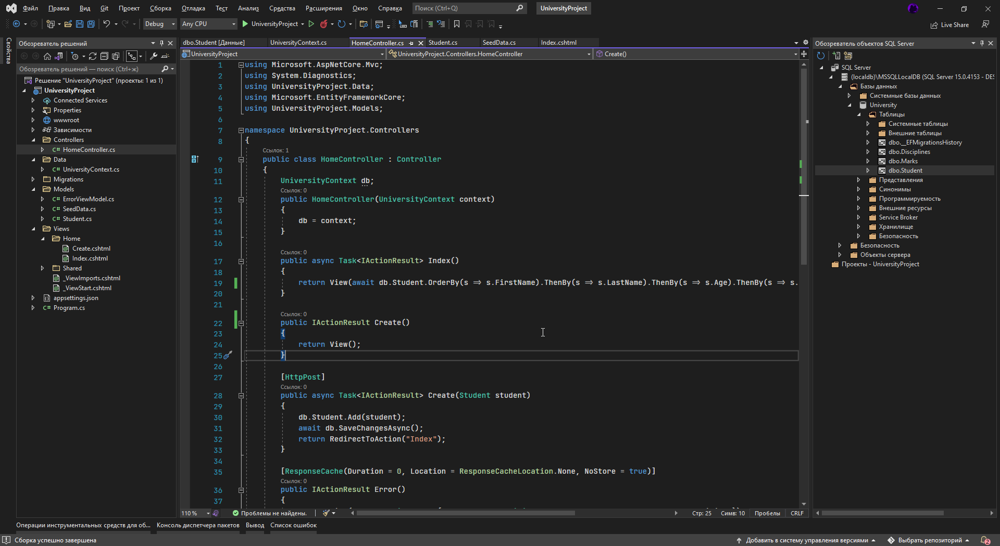 Файл Правка Вид Git Проект Сборка Отладка Тест Анализ Средства Расширения Окно Справка Поиск (Ctrl+Q) UniversityProject
Debug Any CPU UniversityProject Live Share
Свойства
Обозреватель решений
Обозреватель решений — поиск (Ctrl+ж)
Решение "UniversityProject" (проекты: 1 из 1)
UniversityProject
Connected Services
Properties
wwwroot
Зависимости
Controllers
C# HomeController.cs
Data
C# UniversityContext.cs
Migrations
Models
C# ErrorViewModel.cs
C# SeedData.cs
C# Student.cs
Views
Home
Create.cshtml
Index.cshtml
Shared
_ViewImports.cshtml
_ViewStart.cshtml
appsettings.json
C# Program.cs
dbo.Student [Данные] UniversityContext.cs HomeController.cs Student.cs SeedData.cs Index.cshtml
UniversityProject UniversityProject.Controllers.HomeController Create()
1 using Microsoft.AspNetCore.Mvc;
2 using System.Diagnostics;
3 using UniversityProject.Data;
4 using Microsoft.EntityFrameworkCore;
5 using UniversityProject.Models;
6
7 namespace UniversityProject.Controllers
8 {
Ссылок: 1
9 public class HomeController : Controller
10 {
11 UniversityContext db;
Ссылок: 0
12 public HomeController(UniversityContext context)
13 {
14 db = context;
15 }
16
Ссылок: 0
17 public async Task<IActionResult> Index()
18 {
19 return View(await db.Student.OrderBy(s => s.FirstName).ThenBy(s => s.LastName).ThenBy(s => s.Age).ThenBy(s => s.
20 }
21
Ссылок: 0
22 public IActionResult Create()
23 {
24 return View();
25 }
26
27 [HttpPost]
Ссылок: 0
28 public async Task<IActionResult> Create(Student student)
29 {
30 db.Student.Add(student);
31 await db.SaveChangesAsync();
32 return RedirectToAction("Index");
33 }
34
35 [ResponseCache(Duration = 0, Location = ResponseCacheLocation.None, NoStore = true)]
Ссылок: 0
36 public IActionResult Error()
37 {
110 % Проблемы не найдены. Стр: 25 Симв: 10 Пробелы CRLF
Обозреватель объектов SQL Server
SQL Server
(localdb)\MSSQLLocalDB (SQL Server 15.0.4153 - DES
Базы данных
Системные базы данных
University
Таблицы
Системные таблицы
Внешние таблицы
dbo.__EFMigrationsHistory
dbo.Disciplines
dbo.Marks
dbo.Student
Представления
Синонимы
Программируемость
Внешние ресурсы
Service Broker
Хранилище
Безопасность
Безопасность
Объекты сервера
Проекты - UniversityProject
Операции инструментальных средств для об... Консоль диспетчера пакетов Вывод Список ошибок
Сборка успешно завершена Добавить в систему управления версиями Выбрать репозиторий 2